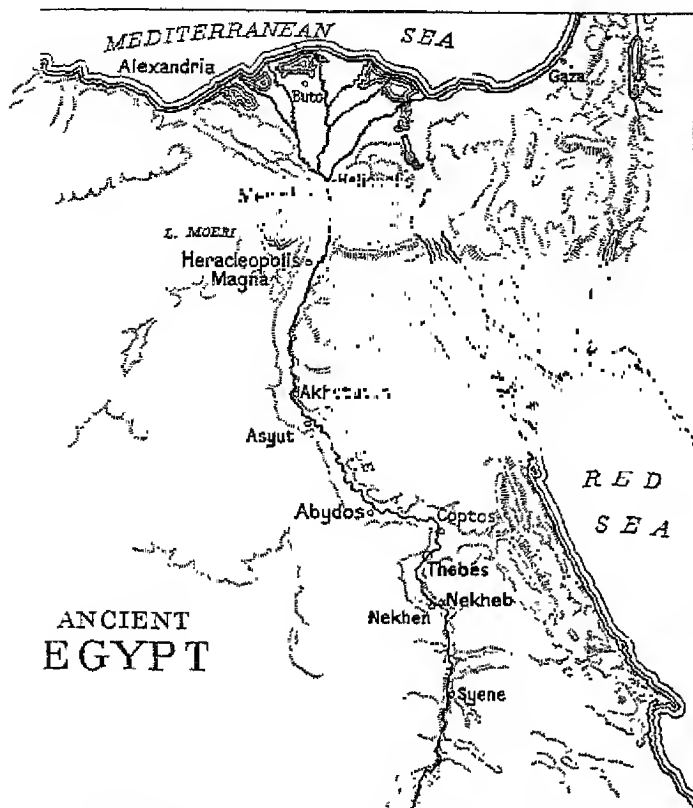 MEDITERRANEAN SEA
Alexandria
Gaza
Buto
L. MOERI
Heracleopolis
Magna
Asyut
RED
SEA
Abydos
Coptos
Thebes
Nekheb
Nekhen
ANCIENT
EGYPT
Syene